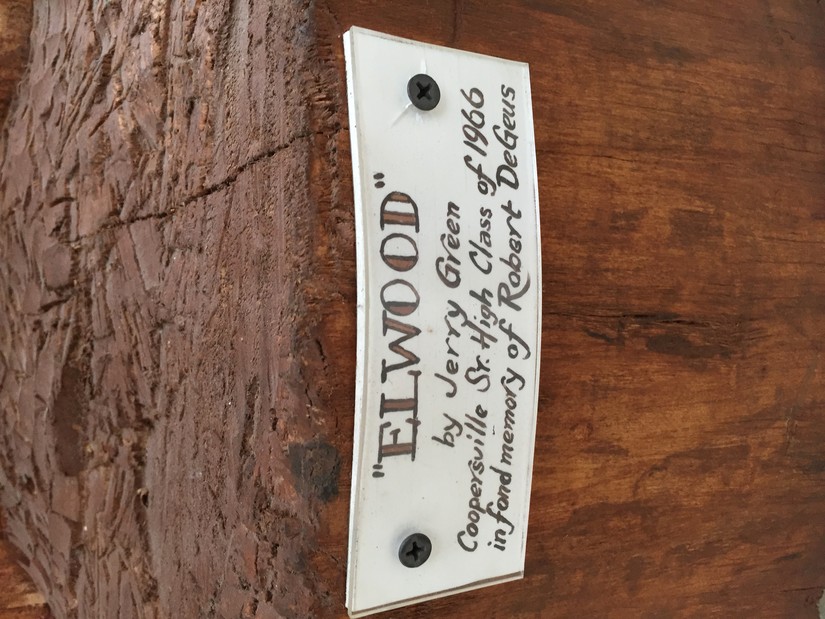 "ELWOOD"
by Jerry Green
Coopersville Sr. High Class of 1966
in fond memory of Robert DeGeus